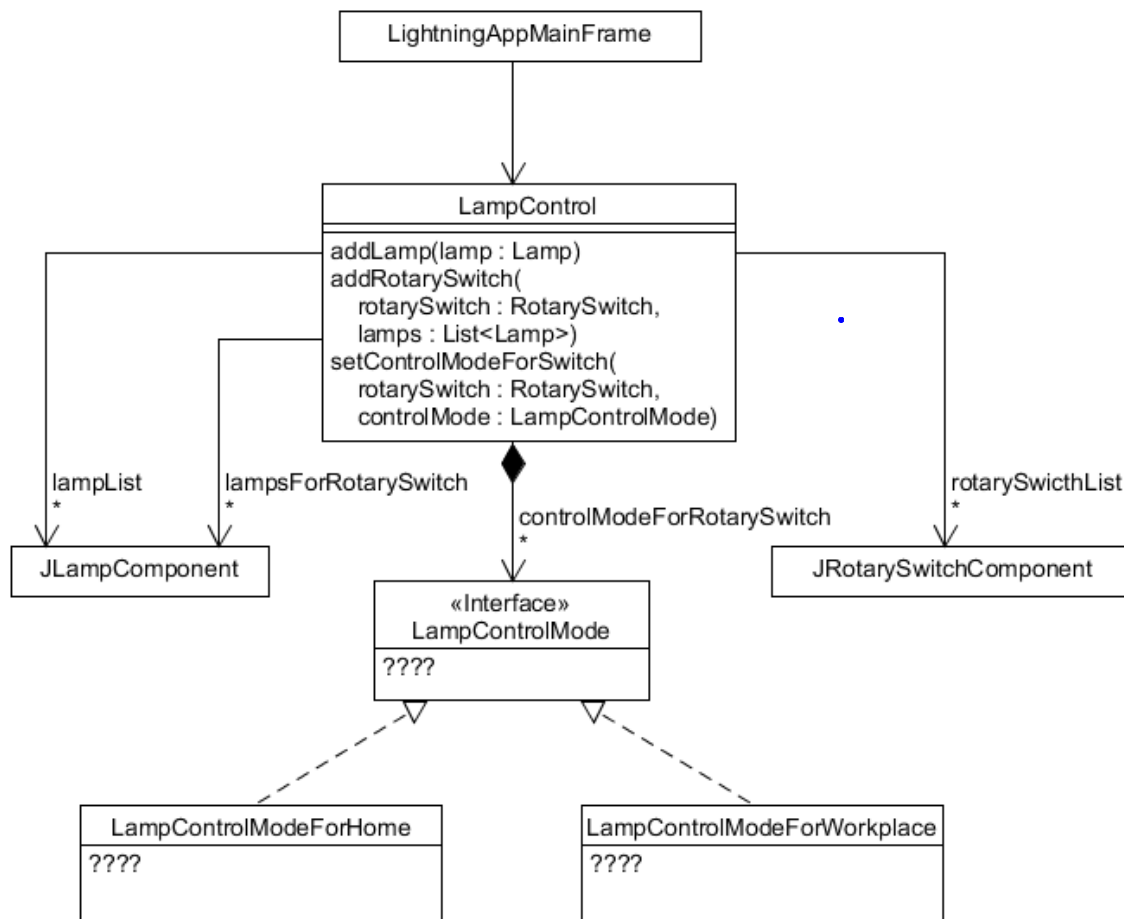 LightningAppMainFrame
LampControl
addLamp(lamp : Lamp)
addRotarySwitch(
rotarySwitch : RotarySwitch,
lamps : List<Lamp>)
setControlModeForSwitch(
rotarySwitch : RotarySwitch,
controlMode : LampControlMode)
lampList
*
lampsForRotarySwitch
*
controlModeForRotarySwitch
*
rotarySwicthList
*
JLampComponent
JRotarySwitchComponent
«Interface»
LampControlMode
????
LampControlModeForHome
????
LampControlModeForWorkplace
????